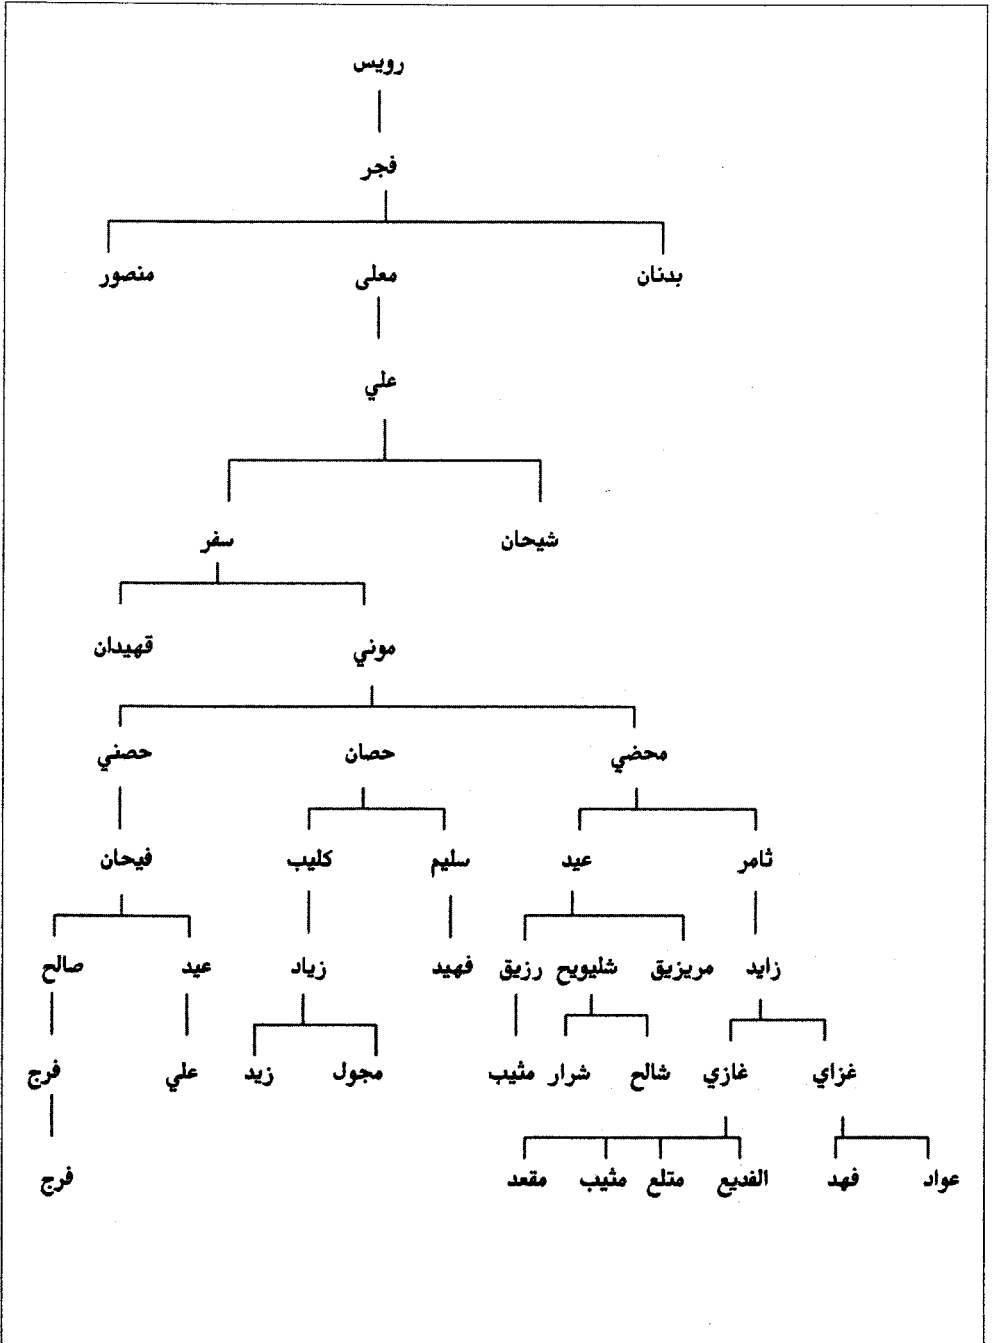 رويس
فجر
بدنان معلى منصور
علي
شيحان سفر
موني قهيدان
محضي حصان حصني
ثامر عيد سليم كليب فيحان
زايد مريزيق شليويح رزيق فهيد زياد عيد صالح
غزاي غازي شالح شرار مثيب مجول زيد علي فرج
عواد فهد الفديع متلع مثيب مقعد فرج